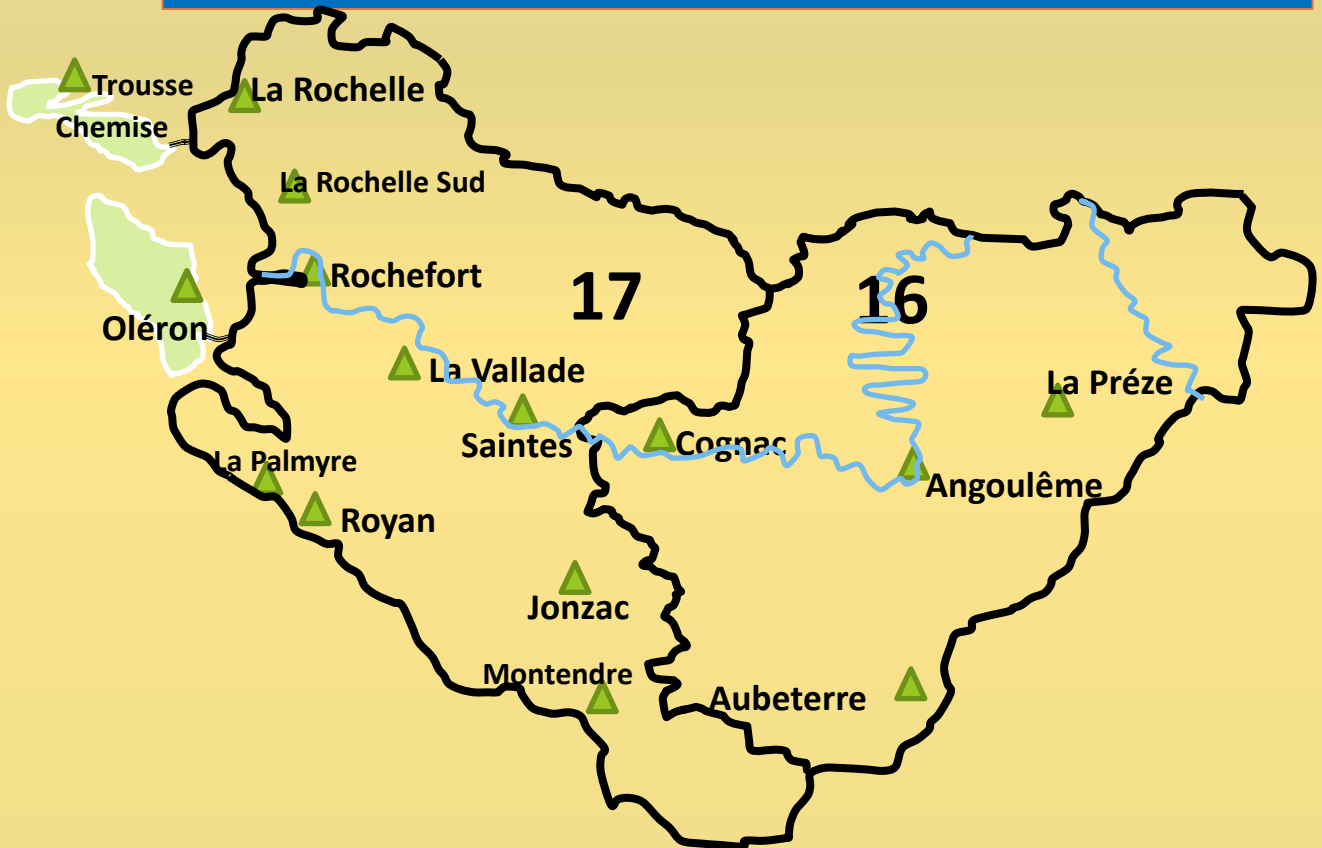 Trousse
Chemise
La Rochelle
La Rochelle Sud
Rochefort
17
16
Oléron
La Vallade
La Préze
Saintes
Cognac
La Palmyre
Angoulême
Royan
Jonzac
Montendre
Aubeterre